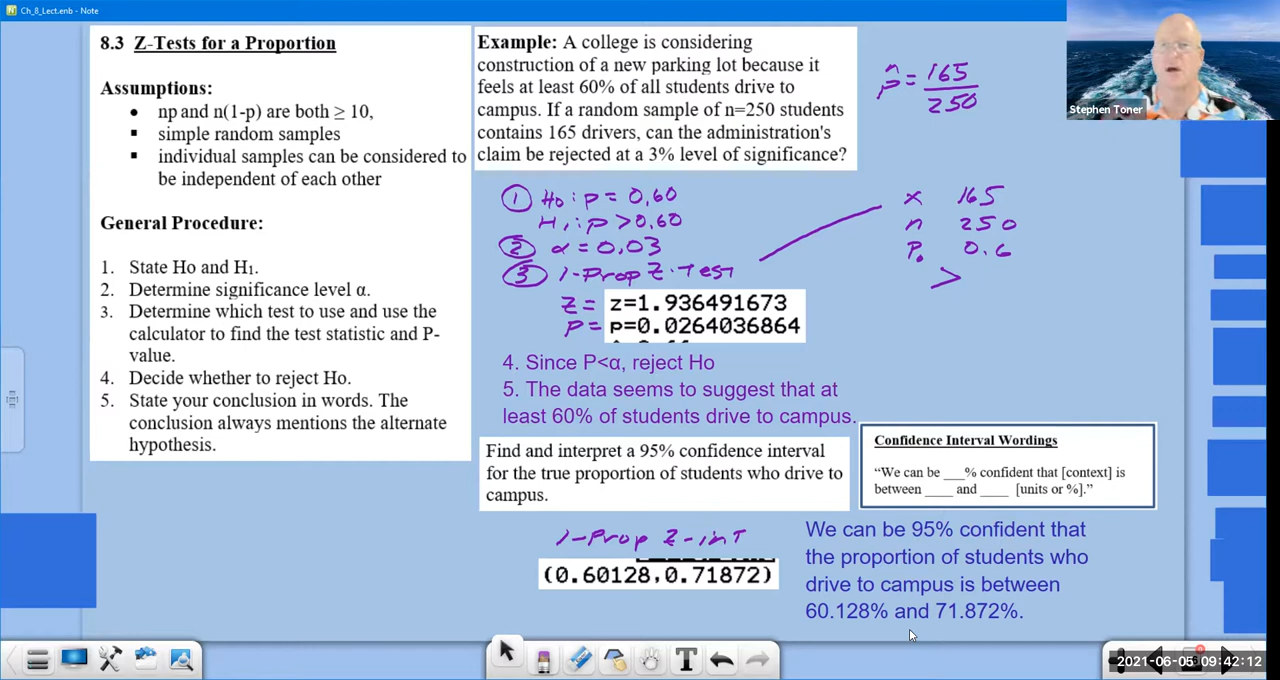 Ch_8_Lect.enb - Note
8.3 Z-Tests for a Proportion
Assumptions:
• np and n(1-p) are both ≥ 10,
▪ simple random samples
▪ individual samples can be considered to
be independent of each other
General Procedure:
1. State Ho and H₁.
2. Determine significance level α.
3. Determine which test to use and use the
calculator to find the test statistic and P-
value.
4. Decide whether to reject Ho.
5. State your conclusion in words. The
conclusion always mentions the alternate
hypothesis.
Example: A college is considering
construction of a new parking lot because it
feels at least 60% of all students drive to
campus. If a random sample of n=250 students
contains 165 drivers, can the administration's
claim be rejected at a 3% level of significance?
p̂ = 165
250
Stephen Toner
① Ho: p = 0.60
H₁: p > 0.60
② α = 0.03
③ 1-Prop Z-Test
x 165
n 250
P₀ 0.6
>
Z = z=1.936491673
P = p=0.0264036864
4. Since P<α, reject Ho
5. The data seems to suggest that at
least 60% of students drive to campus.
Find and interpret a 95% confidence interval
for the true proportion of students who drive to
campus.
Confidence Interval Wordings
"We can be ___% confident that [context] is
between ____ and ____ [units or %]."
1-Prop Z-int
(0.60128,0.71872)
We can be 95% confident that
the proportion of students who
drive to campus is between
60.128% and 71.872%.
T
2021-06-05 09:42:12